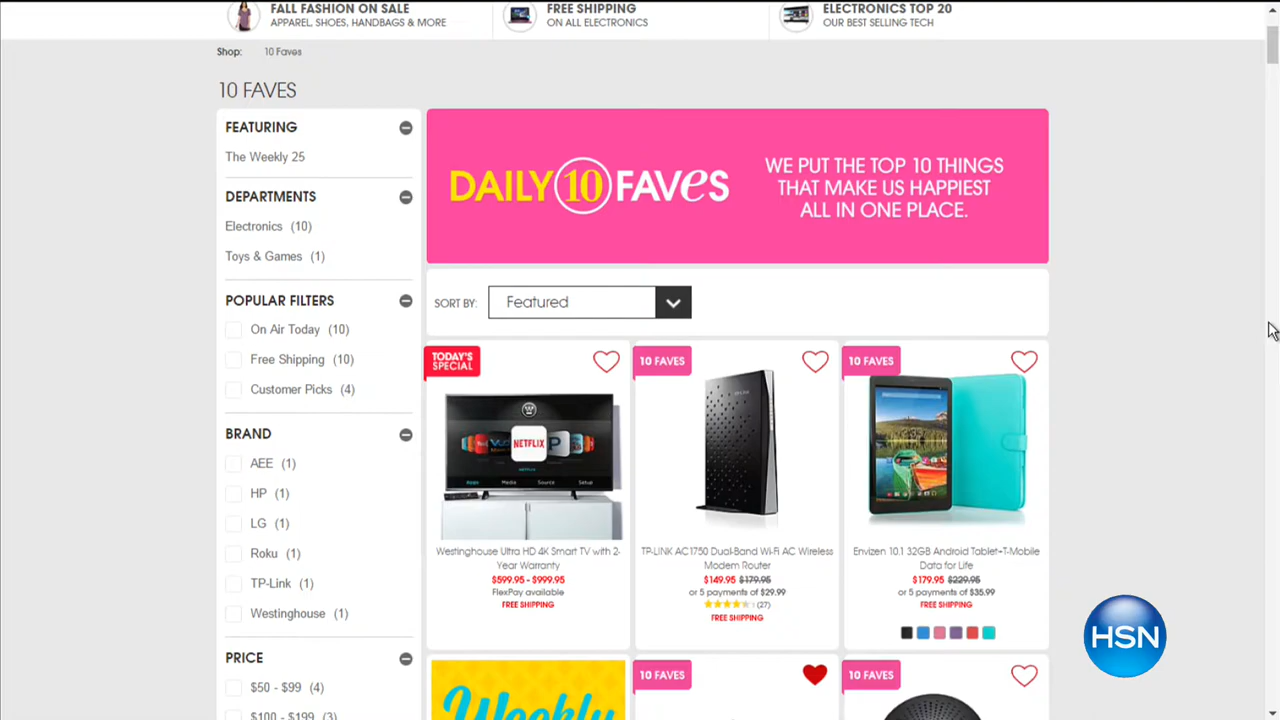 FALL FASHION ON SALE
APPAREL, SHOES, HANDBAGS & MORE
FREE SHIPPING
ON ALL ELECTRONICS
ELECTRONICS TOP 20
OUR BEST SELLING TECH
Shop: 10 Faves
10 FAVES
FEATURING
The Weekly 25
DEPARTMENTS
Electronics (10)
Toys & Games (1)
POPULAR FILTERS
On Air Today (10)
Free Shipping (10)
Customer Picks (4)
BRAND
AEE (1)
HP (1)
LG (1)
Roku (1)
TP-Link (1)
Westinghouse (1)
PRICE
$50 - $99 (4)
$100 - $199 (3)
DAILY 10 FAVES
WE PUT THE TOP 10 THINGS
THAT MAKE US HAPPIEST
ALL IN ONE PLACE.
SORT BY: Featured
TODAY'S
SPECIAL
NETFLIX
Media
Source
Setup
Westinghouse Ultra HD 4K Smart TV with 2-
Year Warranty
$599.95 - $999.95
FlexPay available
FREE SHIPPING
10 FAVES
TP-LINK AC1750 Dual-Band Wi-Fi AC Wireless
Modem Router
$149.95 $179.95
or 5 payments of $29.99
(27)
FREE SHIPPING
10 FAVES
Envizen 10.1 32GB Android Tablet+T-Mobile
Data for Life
$179.95 $229.95
or 5 payments of $35.99
FREE SHIPPING
Weekly
10 FAVES
10 FAVES
HSN